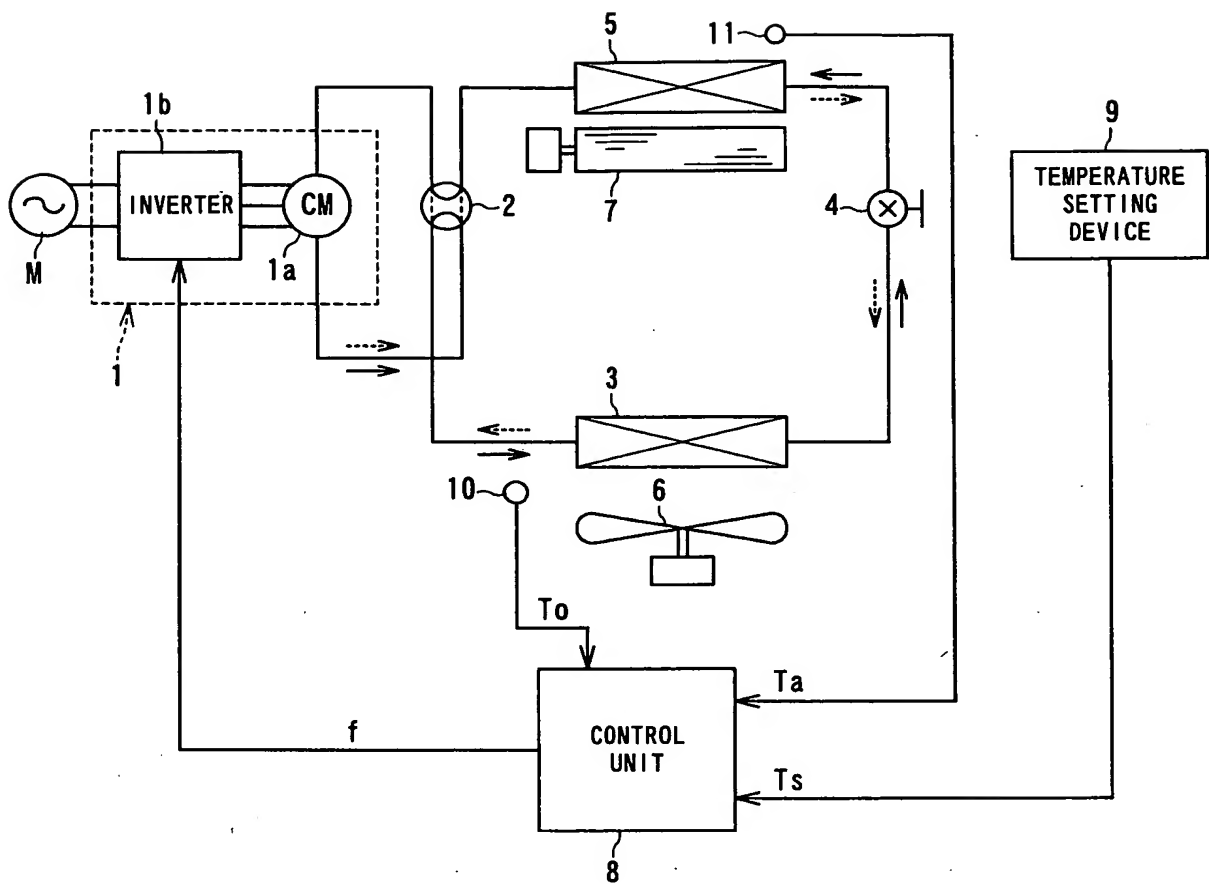 5
11
1b
9
INVERTER
CM
2
7
4
TEMPERATURE
SETTING
DEVICE
M
1a
1
3
10
6
To
Ta
f
CONTROL
UNIT
Ts
8